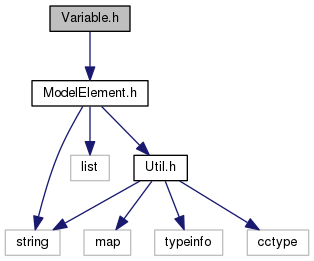 Variable.h
ModelElement.h
list
Util.h
string
map
typeinfo
cctype